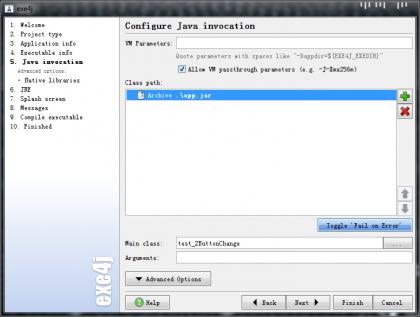 exe4j
1. Welcome
2. Project type
3. Application info
4. Executable info
5. Java invocation
Advanced options:
• Native libraries
6. JRE
7. Splash screen
8. Messages
9. Compile executable
10. Finished
exe4j
Configure Java invocation
VM Parameters:
Quote parameters with spaces like "-Dappdir=${EXE4J_EXEDIR}"
Allow VM passthrough parameters (e.g. -J-Xmx256m)
Class path:
Archive .\app.jar
Toggle 'Fail on Error'
Main class: test_2ButtonChange ...
Arguments:
Advanced Options
Help
Back
Next
Finish
Cancel